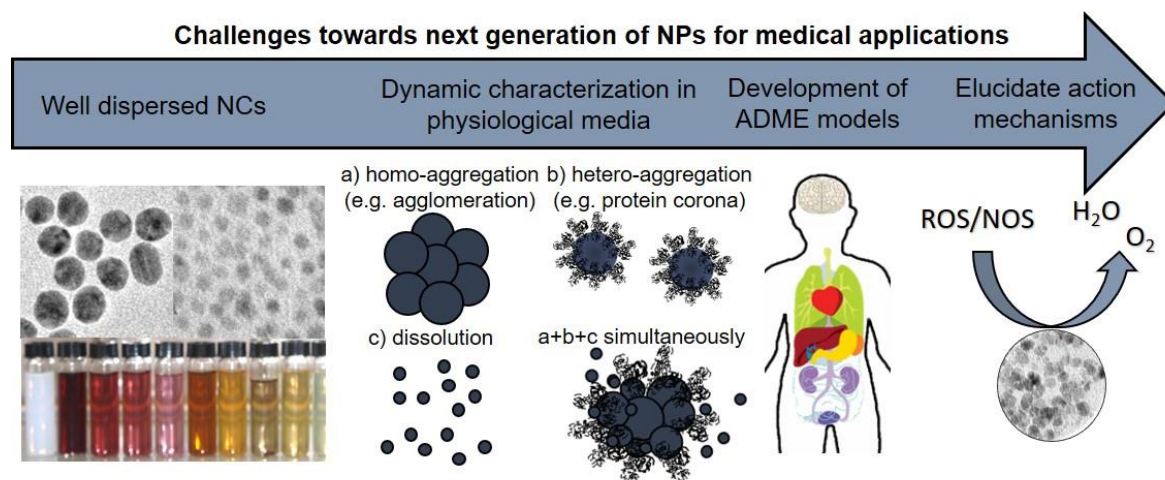 Challenges towards next generation of NPs for medical applications
Well dispersed NCs
Dynamic characterization in
physiological media
Development of
ADME models
Elucidate action
mechanisms
a) homo-aggregation
(e.g. agglomeration)
b) hetero-aggregation
(e.g. protein corona)
c) dissolution
a+b+c simultaneously
ROS/NOS
H₂O
O₂